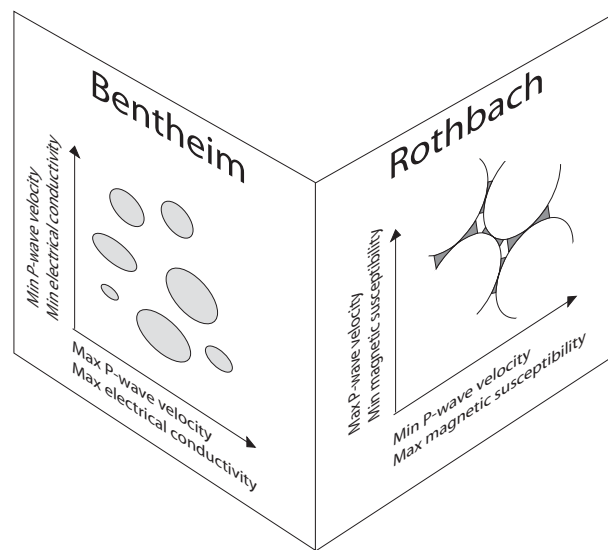 Bentheim
Min P-wave velocity
Min electrical conductivity
Max P-wave velocity
Max electrical conductivity
Rothbach
Max P-wave velocity
Min magnetic susceptibility
Min P-wave velocity
Max magnetic susceptibility